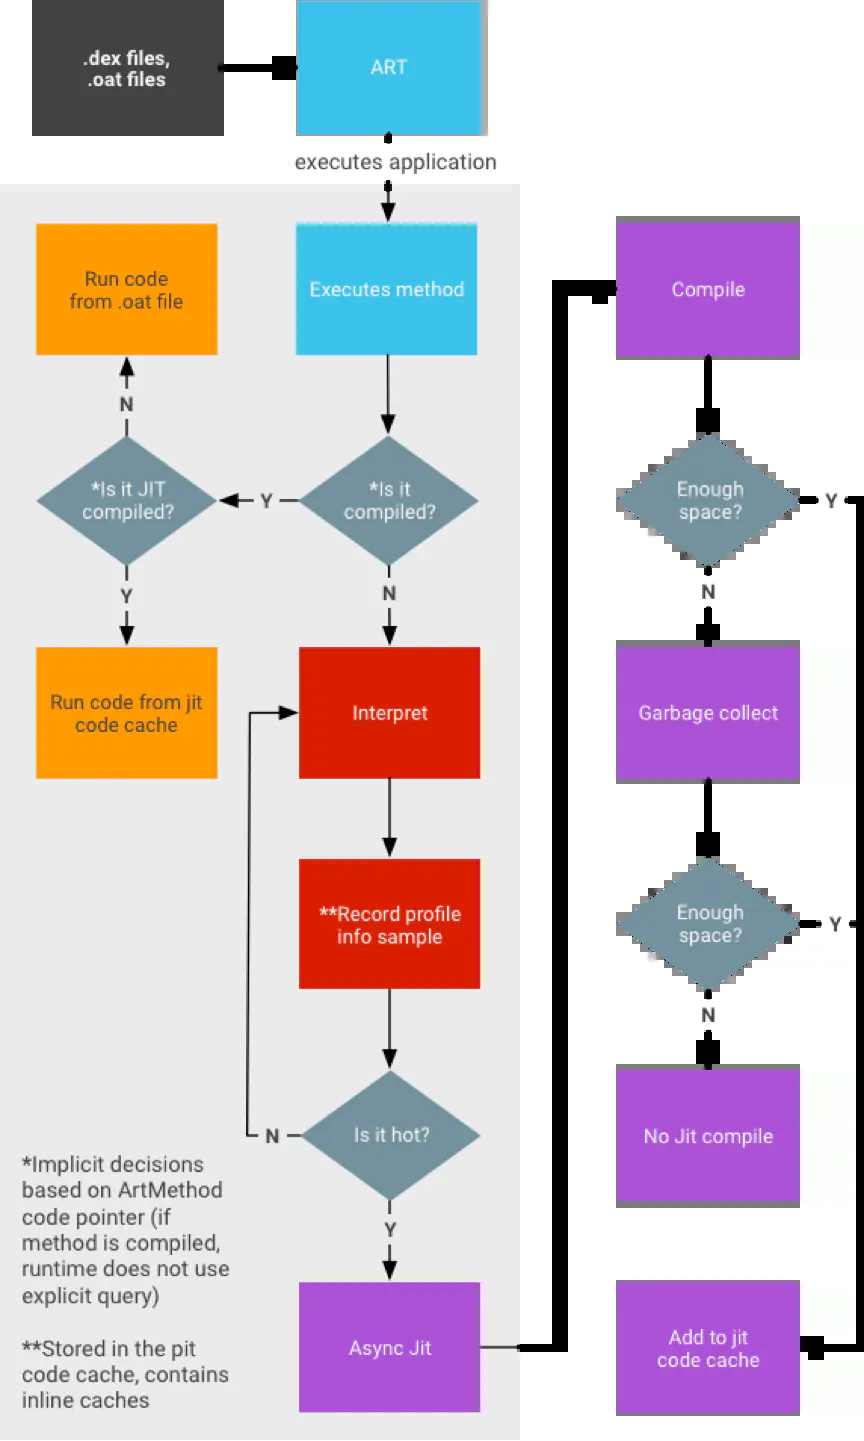 .dex files,
.oat files
ART
executes application
Run code
from .oat file
Executes method
Compile
N
*Is it JIT
compiled?
Y
*Is it
compiled?
Enough
space?
Y
Y
N
N
Run code from jit
code cache
Interpret
Garbage collect
**Record profile
info sample
Enough
space?
Y
N
N
Is it hot?
No Jit compile
Y
*Implicit decisions
based on ArtMethod
code pointer (if
method is compiled,
runtime does not use
explicit query)
**Stored in the pit
code cache, contains
inline caches
Async Jit
Add to jit
code cache